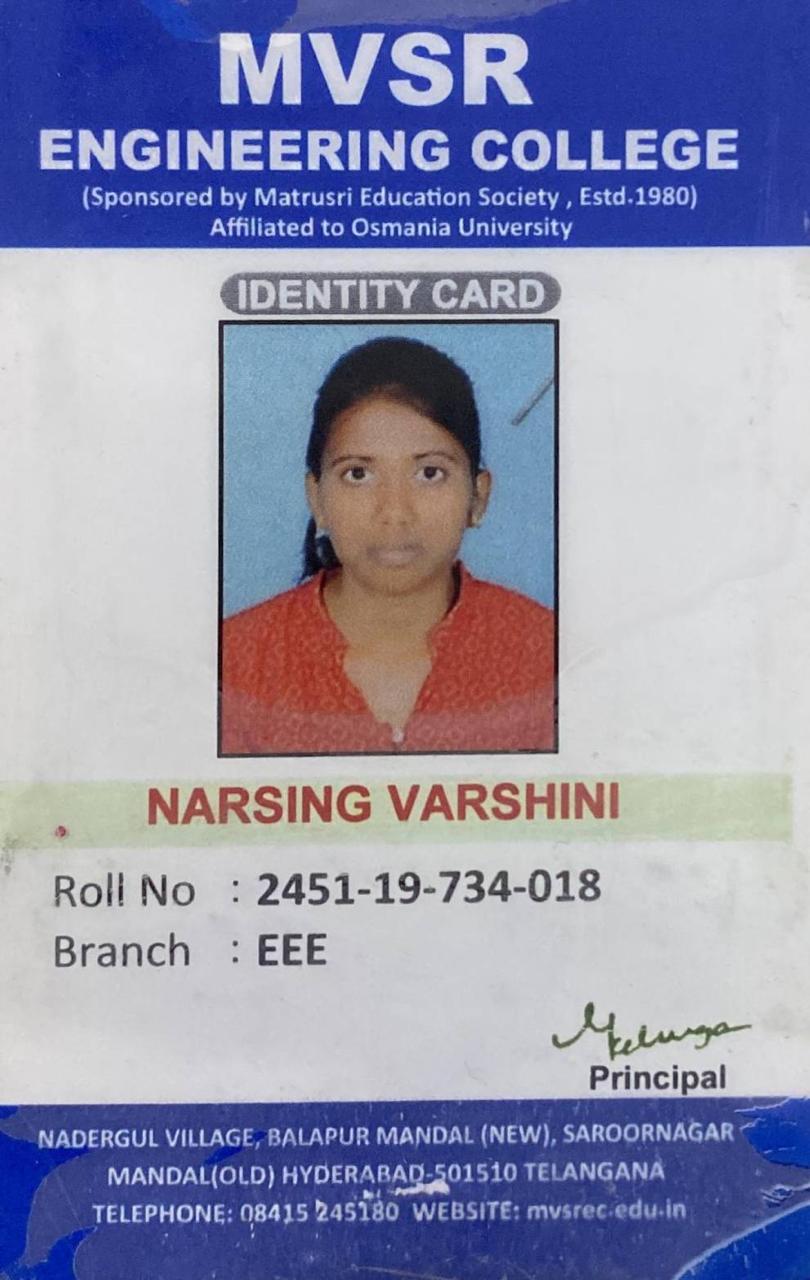 MVSR
ENGINEERING COLLEGE
(Sponsored by Matrusri Education Society , Estd.1980)
Affiliated to Osmania University
IDENTITY CARD
NARSING VARSHINI
Roll No : 2451-19-734-018
Branch : EEE
Principal
NADERGUL VILLAGE, BALAPUR MANDAL (NEW), SAROORNAGAR
MANDAL(OLD) HYDERABAD-501510 TELANGANA
TELEPHONE: 08415 245180 WEBSITE: mvsrec.edu.in